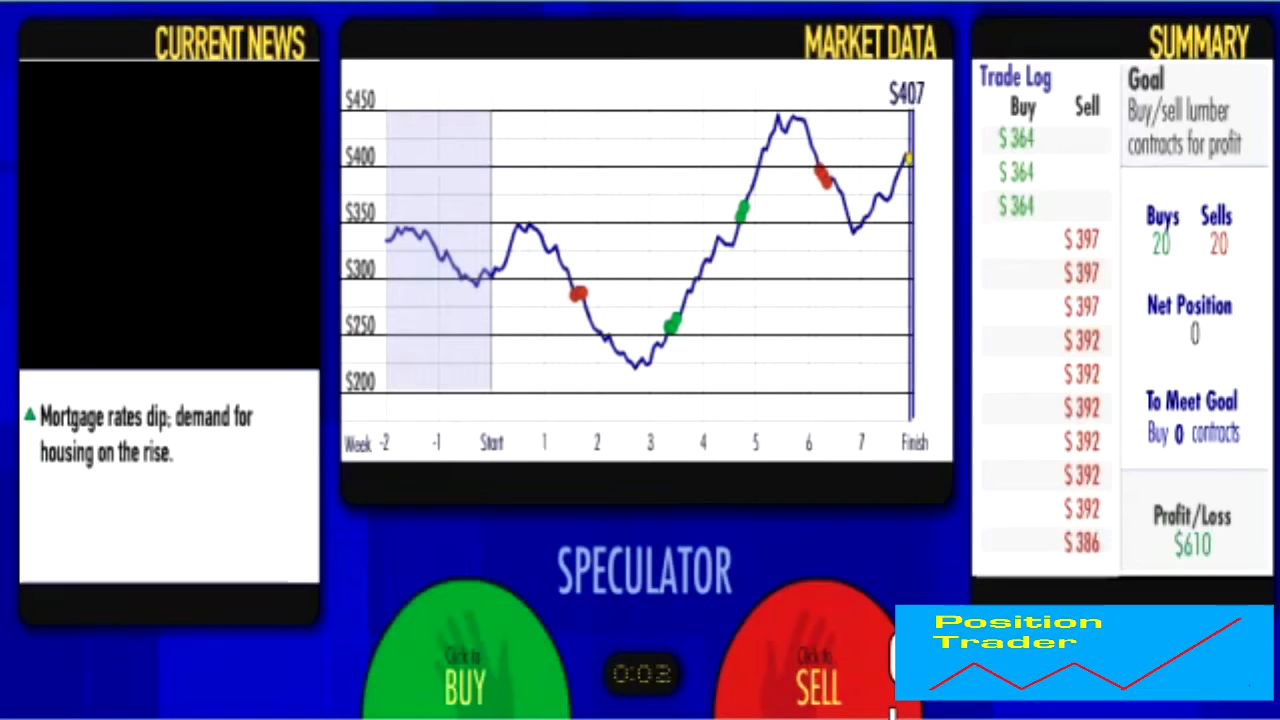 CURRENT NEWS
Mortgage rates dip; demand for
housing on the rise.
MARKET DATA
$407
$450
$400
$350
$300
$250
$200
Week -2 -1 Start 1 2 3 4 5 6 7 Finish
SPECULATOR
Click to
BUY
0:02
Click to
SELL
SUMMARY
Trade Log
Buy Sell
$ 364
$ 364
$ 364
$ 397
$ 397
$ 397
$ 392
$ 392
$ 392
$ 392
$ 392
$ 392
$ 386
Goal
Buy/sell lumber
contracts for profit
Buys Sells
20 20
Net Position
0
To Meet Goal
Buy 0 contracts
Profit/Loss
$610
Position
Trader